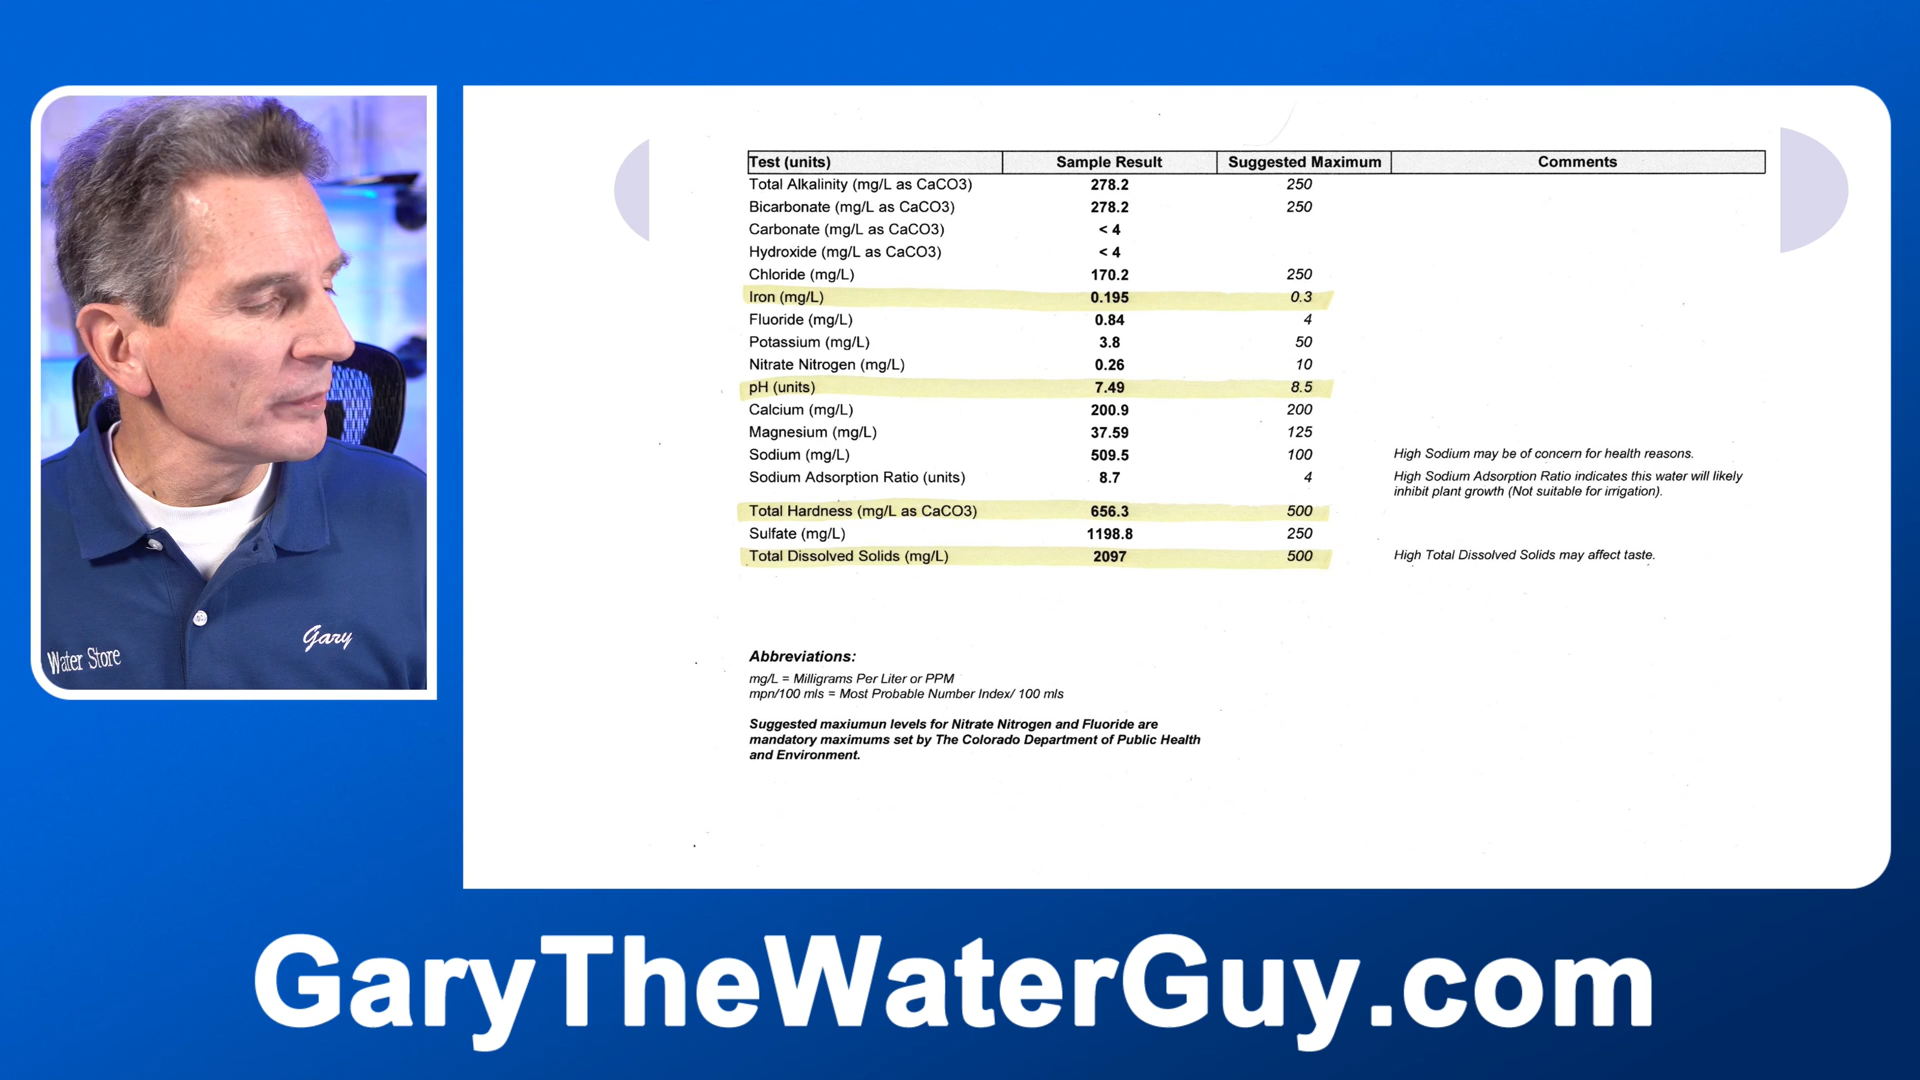 Test (units) Sample Result Suggested Maximum Comments
Total Alkalinity (mg/L as CaCO3) 278.2 250
Bicarbonate (mg/L as CaCO3) 278.2 250
Carbonate (mg/L as CaCO3) < 4
Hydroxide (mg/L as CaCO3) < 4
Chloride (mg/L) 170.2 250
Iron (mg/L) 0.195 0.3
Fluoride (mg/L) 0.84 4
Potassium (mg/L) 3.8 50
Nitrate Nitrogen (mg/L) 0.26 10
pH (units) 7.49 8.5
Calcium (mg/L) 200.9 200
Magnesium (mg/L) 37.59 125
Sodium (mg/L) 509.5 100 High Sodium may be of concern for health reasons.
Sodium Adsorption Ratio (units) 8.7 4 High Sodium Adsorption Ratio indicates this water will likely
inhibit plant growth (Not suitable for irrigation).
Total Hardness (mg/L as CaCO3) 656.3 500
Sulfate (mg/L) 1198.8 250
Total Dissolved Solids (mg/L) 2097 500 High Total Dissolved Solids may affect taste.
Abbreviations:
mg/L = Milligrams Per Liter or PPM
mpn/100 mls = Most Probable Number Index/ 100 mls
Suggested maxiumun levels for Nitrate Nitrogen and Fluoride are
mandatory maximums set by The Colorado Department of Public Health
and Environment.
Gary
Water Store
GaryTheWaterGuy.com